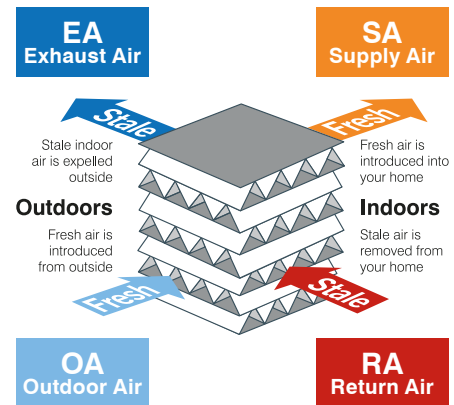 EA
Exhaust Air
SA
Supply Air
Stale
Fresh
Stale indoor
air is expelled
outside
Fresh air is
introduced into
your home
Outdoors
Indoors
Fresh air is
introduced
from outside
Stale air is
removed from
your home
Fresh
Stale
OA
Outdoor Air
RA
Return Air